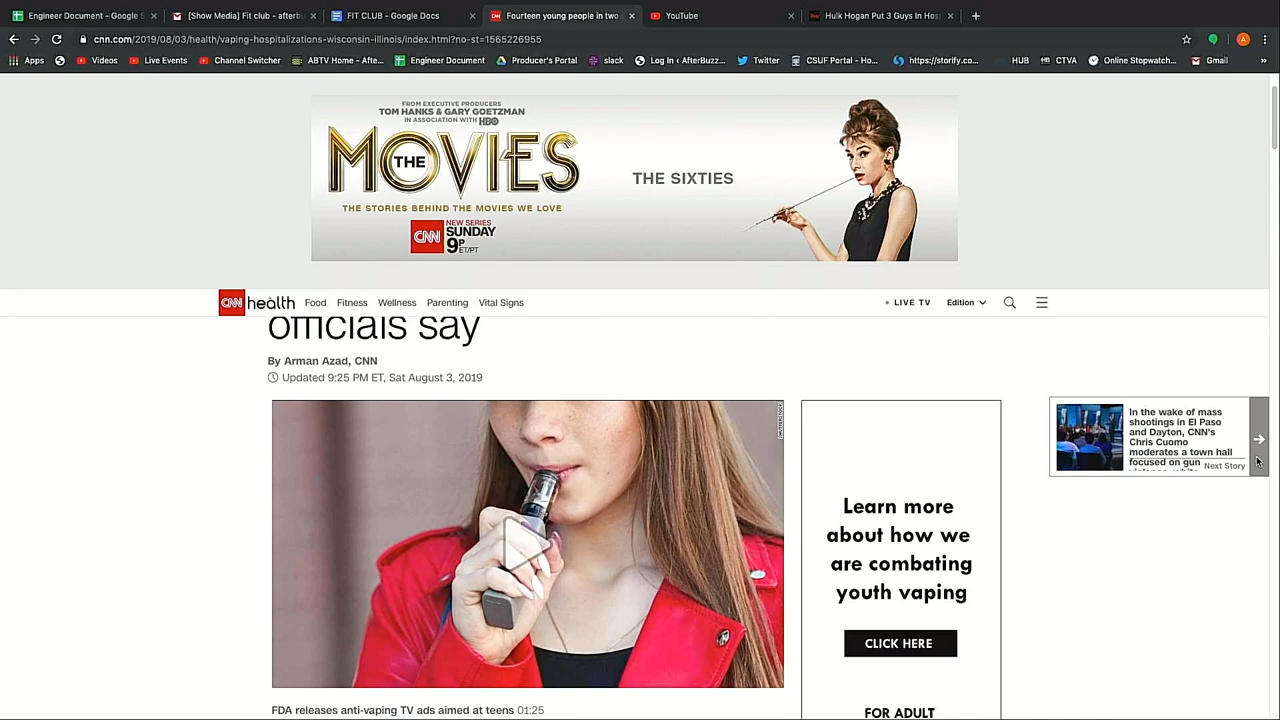 Engineer Document - Google S
[Show Media] Fit club - afterbu
FIT CLUB - Google Docs
Fourteen young people in two
YouTube
Hulk Hogan Put 3 Guys In Hos
cnn.com/2019/08/03/health/vaping-hospitalizations-wisconsin-illinois/index.html?no-st=1565226955
A
Apps
Videos
Live Events
Channel Switcher
ABTV Home - Afte...
Engineer Document
Producer's Portal
slack
Log In ‹ AfterBuzz...
Twitter
CSUF Portal - Ho...
https://storify.co...
HUB
CTVA
Online Stopwatch...
Gmail
»
FROM EXECUTIVE PRODUCERS
TOM HANKS & GARY GOETZMAN
IN ASSOCIATION WITH HBO
THE MOVIES
THE STORIES BEHIND THE MOVIES WE LOVE
CNN
NEW SERIES
SUNDAY
9P
ET/PT
THE SIXTIES
CNN health
Food
Fitness
Wellness
Parenting
Vital Signs
LIVE TV
Edition
officials say
By Arman Azad, CNN
Updated 9:25 PM ET, Sat August 3, 2019
In the wake of mass
shootings in El Paso
and Dayton, CNN's
Chris Cuomo
moderates a town hall
focused on gun
Next Story
Learn more
about how we
are combating
youth vaping
CLICK HERE
FOR ADULT
FDA releases anti-vaping TV ads aimed at teens 01:25